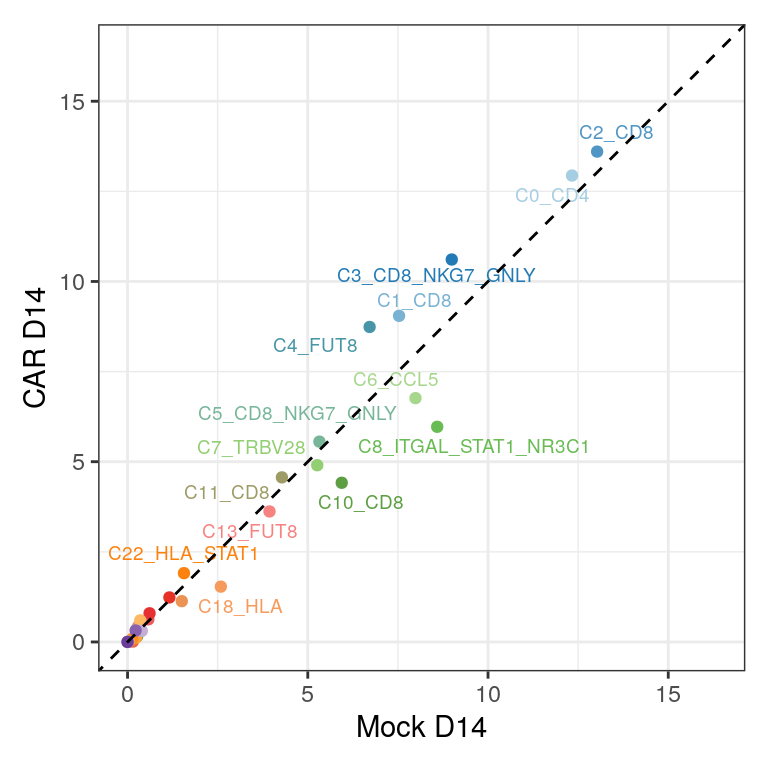 15
10
5
0
CAR D14
C2_CD8
C0_CD4
C3_CD8_NKG7_GNLY
C1_CD8
C4_FUT8
C6_CCL5
C5_CD8_NKG7_GNLY
C7_TRBV28
C8_ITGAL_STAT1_NR3C1
C11_CD8
C10_CD8
C13_FUT8
C22_HLA_STAT1
C18_HLA
0
5
10
15
Mock D14